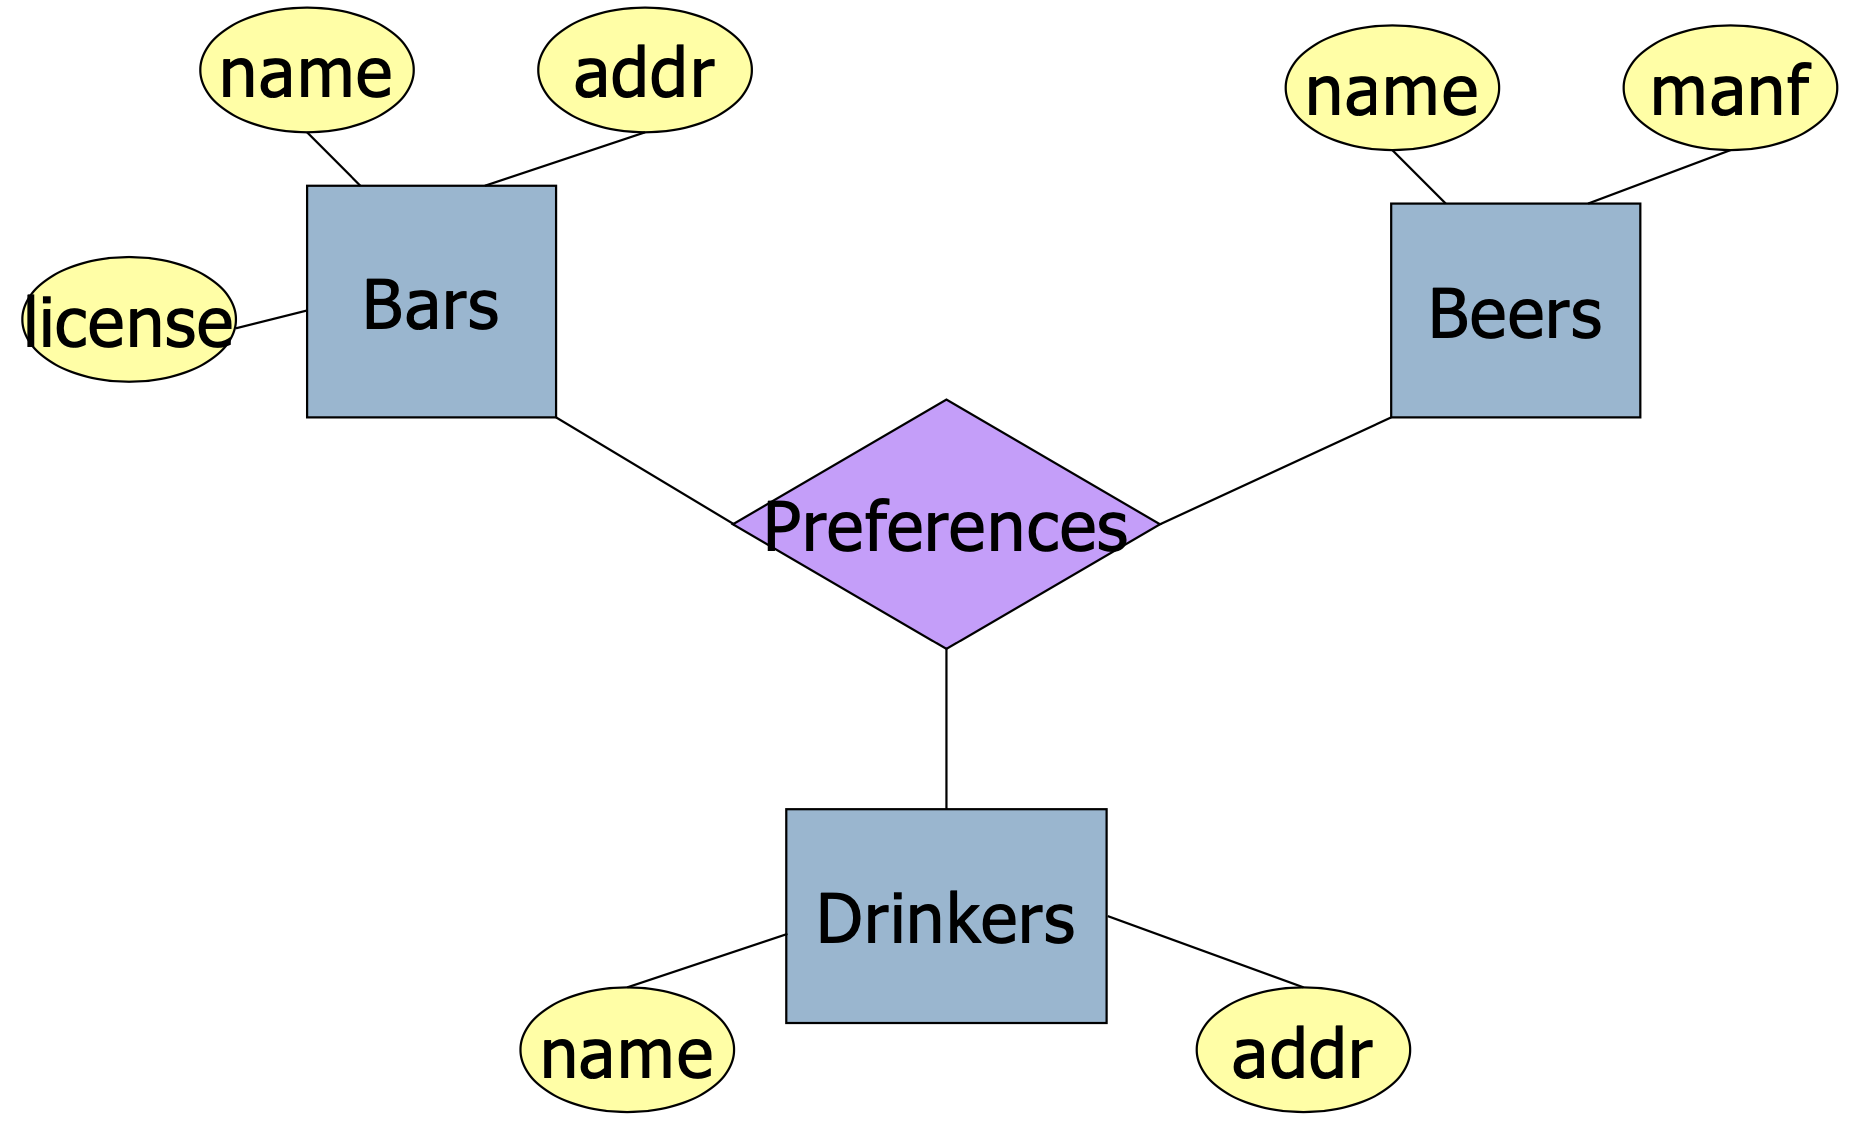 name
addr
name
manf
license
Bars
Beers
Preferences
Drinkers
name
addr